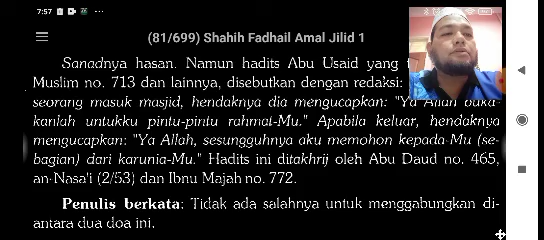 7:57
(81/699) Shahih Fadhail Amal Jilid 1
Sanadnya hasan. Namun hadits Abu Usaid yang
Muslim no. 713 dan lainnya, disebutkan dengan redaksi:
seorang masuk masjid, hendaknya dia mengucapkan: "Ya Allah buka-
kanlah untukku pintu-pintu rahmat-Mu." Apabila keluar, hendaknya
mengucapkan: "Ya Allah, sesungguhnya aku memohon kepada-Mu (se-
bagian) dari karunia-Mu." Hadits ini ditakhrij oleh Abu Daud no. 465,
an-Nasa'i (2/53) dan Ibnu Majah no. 772.
Penulis berkata: Tidak ada salahnya untuk menggabungkan di-
antara dua doa ini.